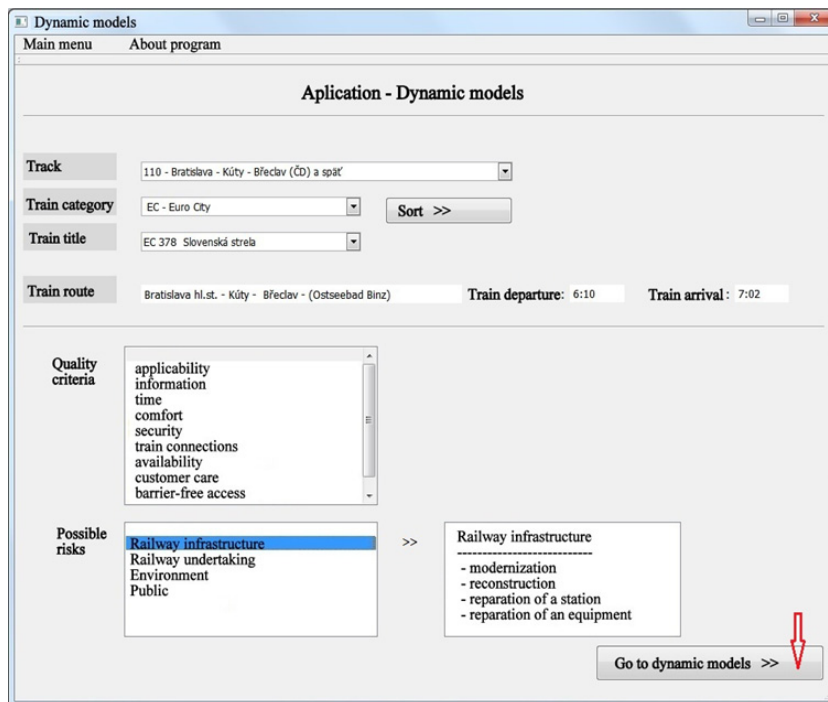 Dynamic models
Main menu About program
Aplication - Dynamic models
Track 110 - Bratislava - Kúty - Břeclav (ČD) a späť
Train category EC - Euro City Sort >>
Train title EC 378 Slovenská strela
Train route Bratislava hl.st. - Kúty - Břeclav - (Ostseebad Binz) Train departure: 6:10 Train arrival : 7:02
Quality
criteria
applicability
information
time
comfort
security
train connections
availability
customer care
barrier-free access
Possible
risks
Railway infrastructure
Railway undertaking
Environment
Public
>>
Railway infrastructure
---------------------------
- modernization
- reconstruction
- reparation of a station
- reparation of an equipment
Go to dynamic models >>